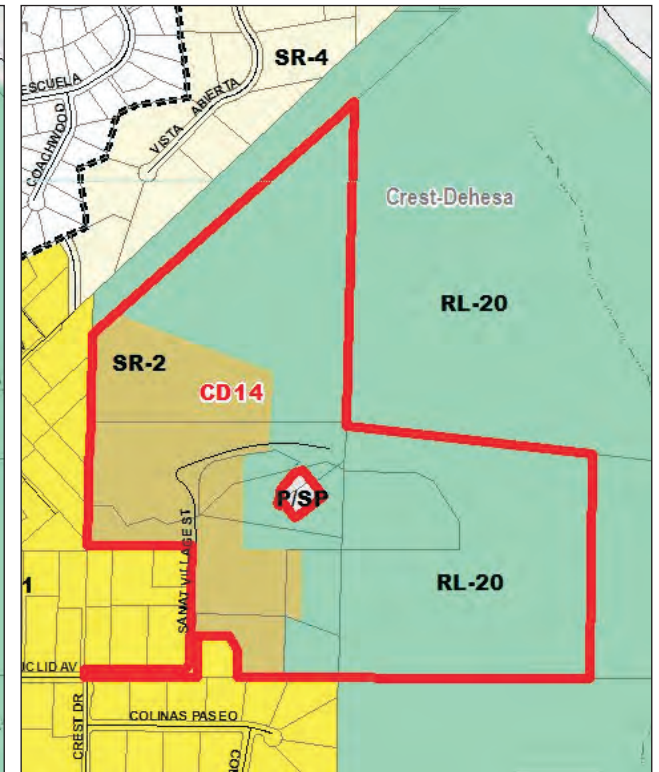 SR-4
ESCUELA
VISTA ABIERTA
COACHWOOD
Crest-Dehesa
RL-20
SR-2
CD14
P/SP
SANAT VILLAGE ST
RL-20
1
CLID AV
CREST DR
COLINAS PASEO